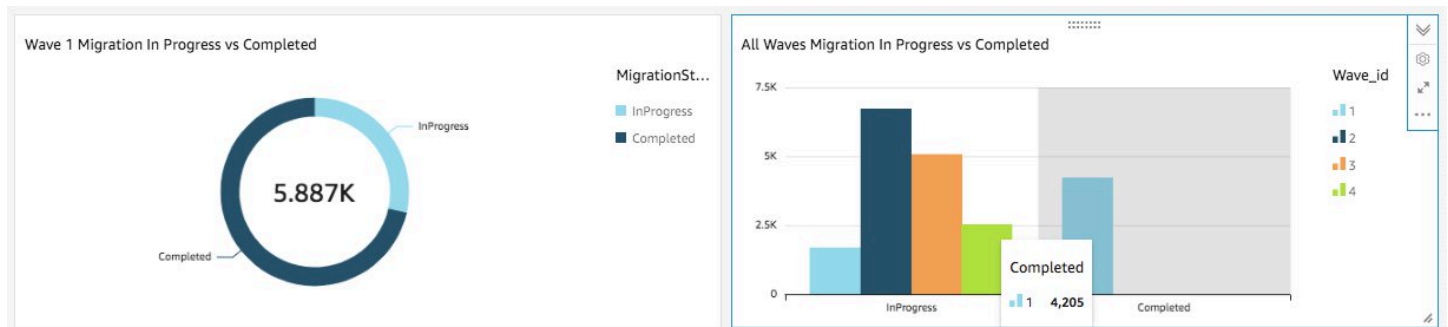 Wave 1 Migration In Progress vs Completed
MigrationSt...
InProgress
Completed
InProgress
5.887K
Completed
All Waves Migration In Progress vs Completed
Wave_id
1
2
3
4
7.5K
5K
2.5K
0
InProgress
Completed
Completed
1 4,205